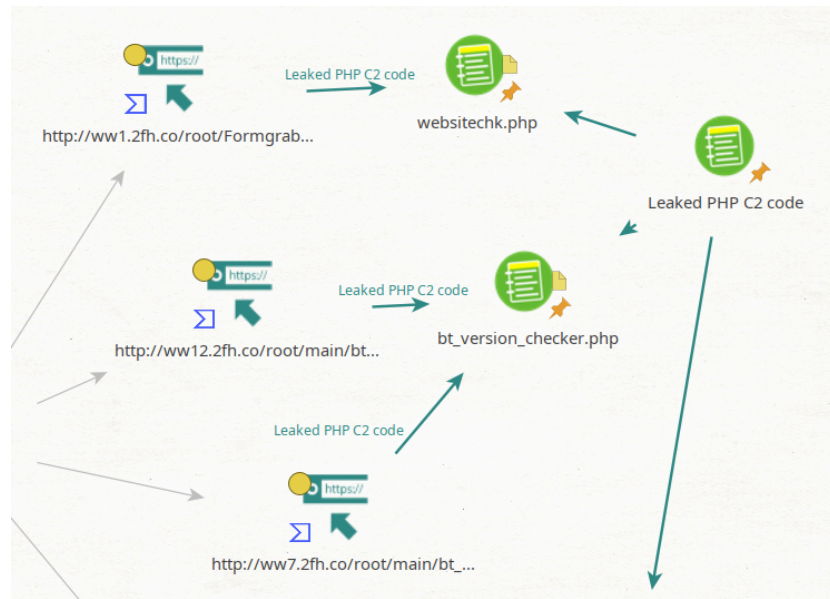 https://
Leaked PHP C2 code
http://ww1.2fh.co/root/Formgrab...
websitechk.php
Leaked PHP C2 code
https://
Leaked PHP C2 code
http://ww12.2fh.co/root/main/bt...
bt_version_checker.php
Leaked PHP C2 code
https://
http://ww7.2fh.co/root/main/bt_...